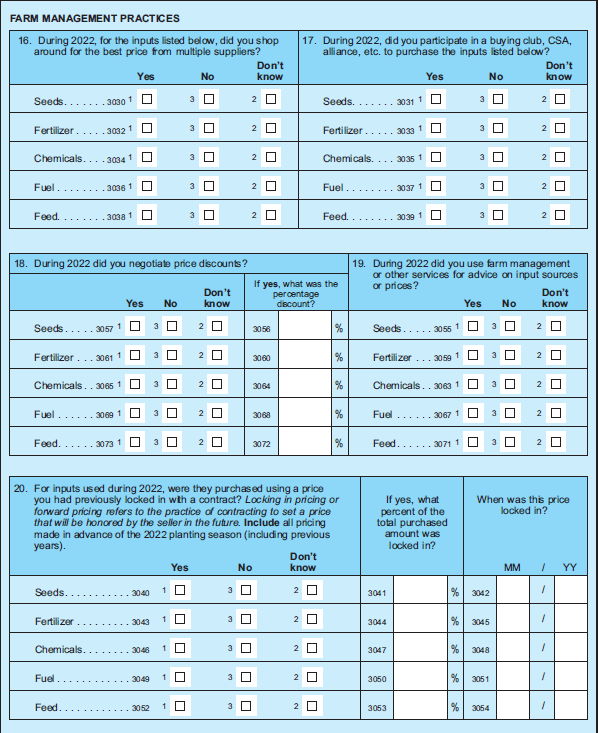 FARM MANAGEMENT PRACTICES
16. During 2022, for the inputs listed below, did you shop
around for the best price from multiple suppliers?
Yes No Don't
know
Seeds. . . . . . . 3030 1 3 2
Fertilizer . . . . . 3032 1 3 2
Chemicals . . . . 3034 1 3 2
Fuel . . . . . . . . 3036 1 3 2
Feed. . . . . . . . 3038 1 3 2
17. During 2022, did you participate in a buying club, CSA,
alliance, etc. to purchase the inputs listed below?
Yes No Don't
know
Seeds. . . . . . . 3031 1 3 2
Fertilizer . . . . . 3033 1 3 2
Chemicals. . . . 3035 1 3 2
Fuel . . . . . . . . 3037 1 3 2
Feed. . . . . . . . 3039 1 3 2
18. During 2022 did you negotiate price discounts?
If yes, what was the
percentage
discount?
Yes No Don't
know
Seeds . . . . . 3057 1 3 2 3056 %
Fertilizer . . . 3061 1 3 2 3060 %
Chemicals . . 3065 1 3 2 3064 %
Fuel . . . . . . 3069 1 3 2 3068 %
Feed. . . . . . 3073 1 3 2 3072 %
19. During 2022 did you use farm management
or other services for advice on input sources
or prices?
Yes No Don't
know
Seeds . . . . . 3055 1 3 2
Fertilizer . . . 3059 1 3 2
Chemicals . . 3063 1 3 2
Fuel . . . . . . 3067 1 3 2
Feed. . . . . . 3071 1 3 2
20. For inputs used during 2022, were they purchased using a price
you had previously locked in with a contract? Locking in pricing or
forward pricing refers to the practice of contracting to set a price
that will be honored by the seller in the future. Include all pricing
made in advance of the 2022 planting season (including previous
years).
Yes No Don't
know
If yes, what
percent of the
total purchased
amount was
locked in?
When was this price
locked in?
MM / YY
Seeds. . . . . . . . . . . 3040 1 3 2 3041 % 3042 /
Fertilizer . . . . . . . . . 3043 1 3 2 3044 % 3045 /
Chemicals. . . . . . . . 3046 1 3 2 3047 % 3048 /
Fuel . . . . . . . . . . . . 3049 1 3 2 3050 % 3051 /
Feed . . . . . . . . . . . . 3052 1 3 2 3053 % 3054 /